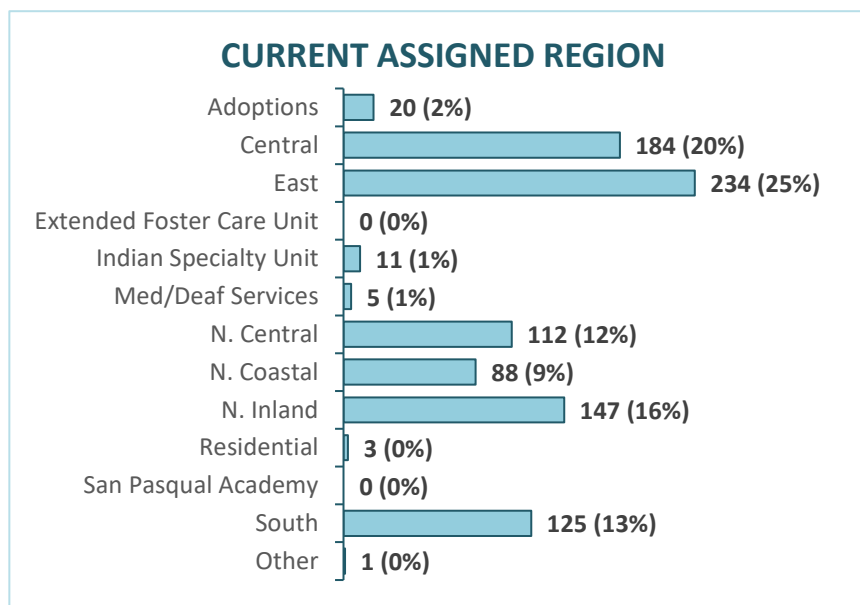 CURRENT ASSIGNED REGION
Adoptions 20 (2%)
Central 184 (20%)
East 234 (25%)
Extended Foster Care Unit 0 (0%)
Indian Specialty Unit 11 (1%)
Med/Deaf Services 5 (1%)
N. Central 112 (12%)
N. Coastal 88 (9%)
N. Inland 147 (16%)
Residential 3 (0%)
San Pasqual Academy 0 (0%)
South 125 (13%)
Other 1 (0%)